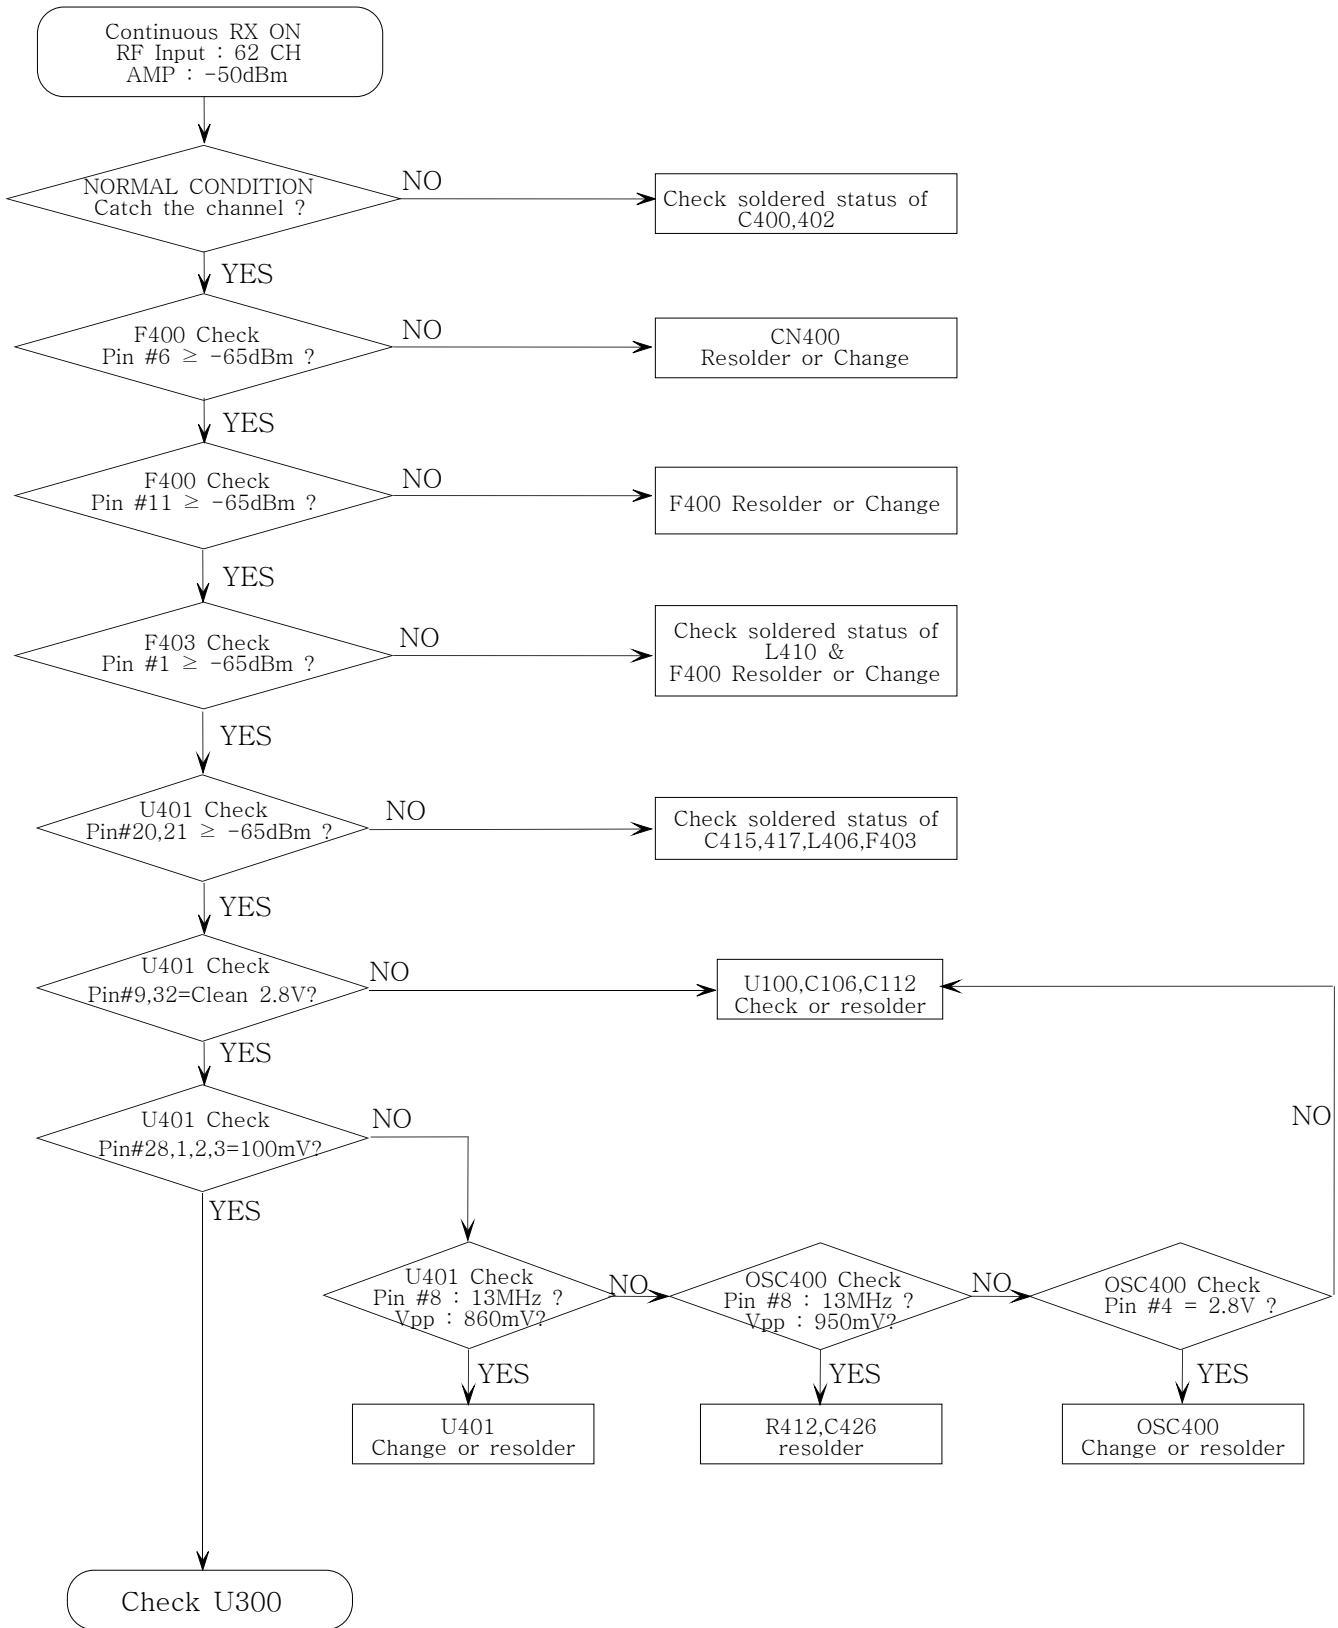 Continuous RX ON
RF Input : 62 CH
AMP : -50dBm
NORMAL CONDITION
Catch the channel ?
NO
Check soldered status of
C400,402
YES
F400 Check
Pin #6 ≥ -65dBm ?
NO
CN400
Resolder or Change
YES
F400 Check
Pin #11 ≥ -65dBm ?
NO
F400 Resolder or Change
YES
F403 Check
Pin #1 ≥ -65dBm ?
NO
Check soldered status of
L410 &
F400 Resolder or Change
YES
U401 Check
Pin#20,21 ≥ -65dBm ?
NO
Check soldered status of
C415,417,L406,F403
YES
U401 Check
Pin#9,32=Clean 2.8V?
NO
U100,C106,C112
Check or resolder
YES
U401 Check
Pin#28,1,2,3=100mV?
NO
NO
YES
U401 Check
Pin #8 : 13MHz ?
Vpp : 860mV?
NO
OSC400 Check
Pin #8 : 13MHz ?
Vpp : 950mV?
NO
OSC400 Check
Pin #4 = 2.8V ?
YES
YES
YES
U401
Change or resolder
R412,C426
resolder
OSC400
Change or resolder
Check U300